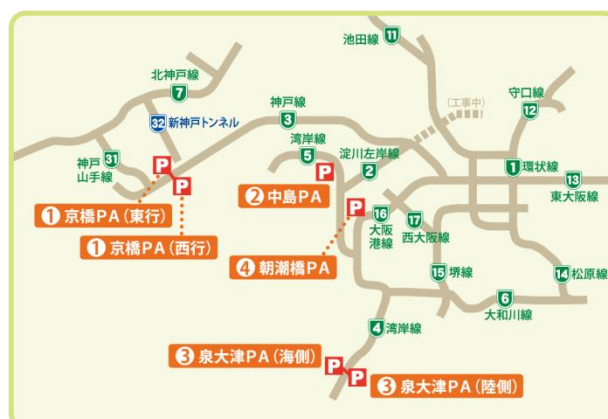 池田線
11
北神戸線
7
32 新神戸トンネル
神戸線
3
(工事中)
守口線
12
湾岸線
5
淀川左岸線
2
神戸
山手線
31
P
P
P
P
1 環状線
13
東大阪線
② 中島PA
① 京橋PA(東行)
① 京橋PA(西行)
④ 朝潮橋PA
16
大阪
港線
17
西大阪線
15 堺線
14 松原線
6
大和川線
4 湾岸線
③ 泉大津PA(海側)
P
P
③ 泉大津PA(陸側)